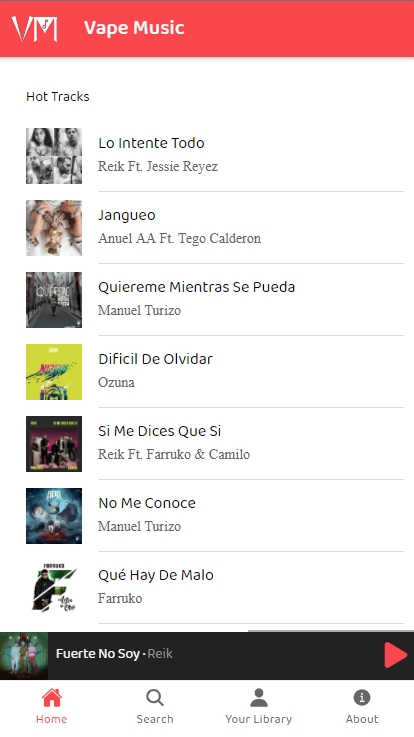 VM Vape Music
Hot Tracks
Lo Intente Todo
Reik Ft. Jessie Reyez
Jangueo
Anuel AA Ft. Tego Calderon
Quiereme Mientras Se Pueda
Manuel Turizo
Dificil De Olvidar
Ozuna
Si Me Dices Que Si
Reik Ft. Farruko & Camilo
No Me Conoce
Manuel Turizo
FARRUKO
Qué Hay De Malo
Farruko
Fuerte No Soy · Reik
Home
Search
Your Library
About